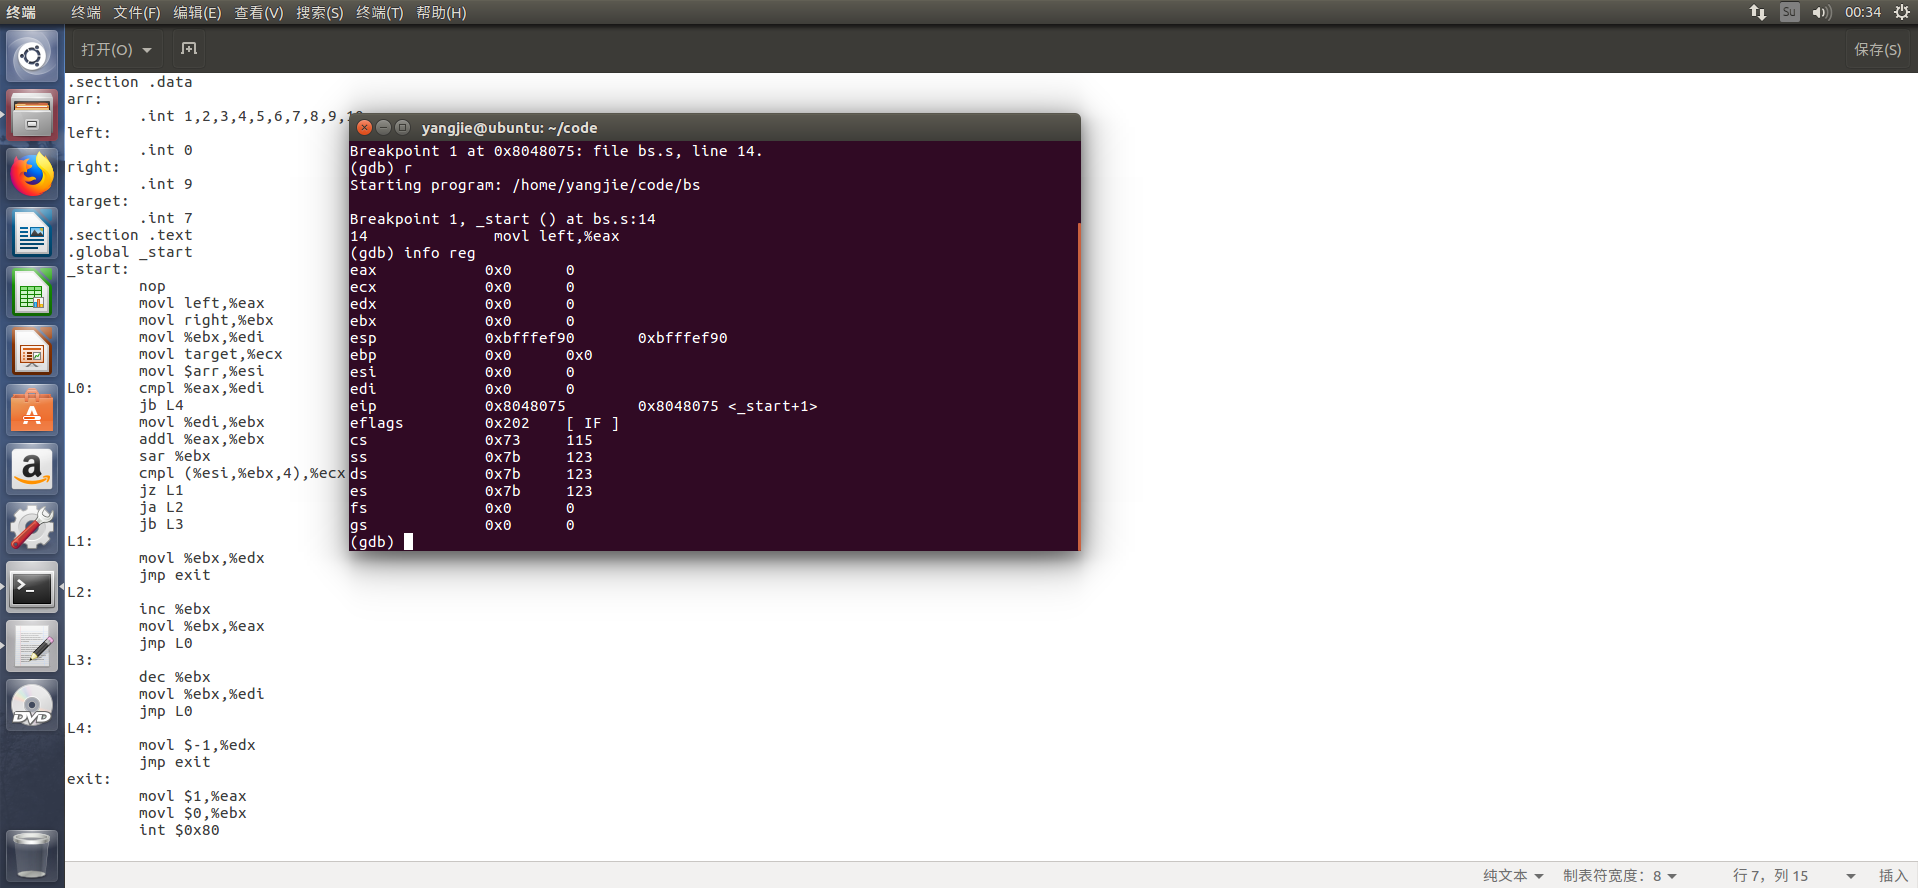 终端 终端 文件(F) 编辑(E) 查看(V) 搜索(S) 终端(T) 帮助(H) Su 00:34
打开(O) 保存(S)
.section .data
arr:
.int 1,2,3,4,5,6,7,8,9,10
left:
.int 0
right:
.int 9
target:
.int 7
.section .text
.global _start
_start:
nop
movl left,%eax
movl right,%ebx
movl %ebx,%edi
movl target,%ecx
movl $arr,%esi
L0: cmpl %eax,%edi
jb L4
movl %edi,%ebx
addl %eax,%ebx
sar %ebx
cmpl (%esi,%ebx,4),%ecx
jz L1
ja L2
jb L3
L1:
movl %ebx,%edx
jmp exit
L2:
inc %ebx
movl %ebx,%eax
jmp L0
L3:
dec %ebx
movl %ebx,%edi
jmp L0
L4:
movl $-1,%edx
jmp exit
exit:
movl $1,%eax
movl $0,%ebx
int $0x80
yangjie@ubuntu: ~/code
Breakpoint 1 at 0x8048075: file bs.s, line 14.
(gdb) r
Starting program: /home/yangjie/code/bs
Breakpoint 1, _start () at bs.s:14
14 movl left,%eax
(gdb) info reg
eax 0x0 0
ecx 0x0 0
edx 0x0 0
ebx 0x0 0
esp 0xbfffef90 0xbfffef90
ebp 0x0 0x0
esi 0x0 0
edi 0x0 0
eip 0x8048075 0x8048075 <_start+1>
eflags 0x202 [ IF ]
cs 0x73 115
ss 0x7b 123
ds 0x7b 123
es 0x7b 123
fs 0x0 0
gs 0x0 0
(gdb)
DVD
纯文本 制表符宽度: 8 行 7, 列 15 插入